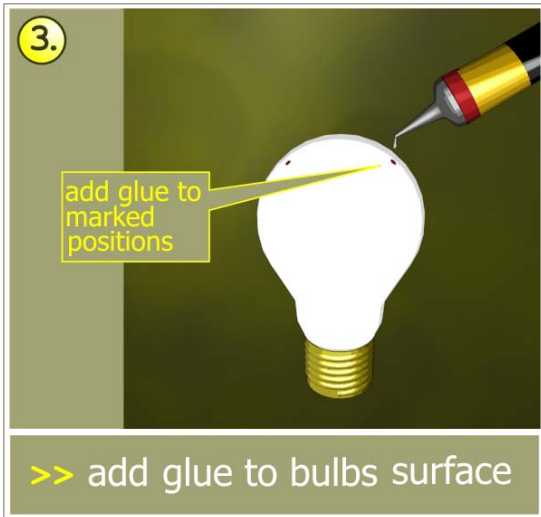 3.
add glue to
marked
positions
>> add glue to bulbs surface